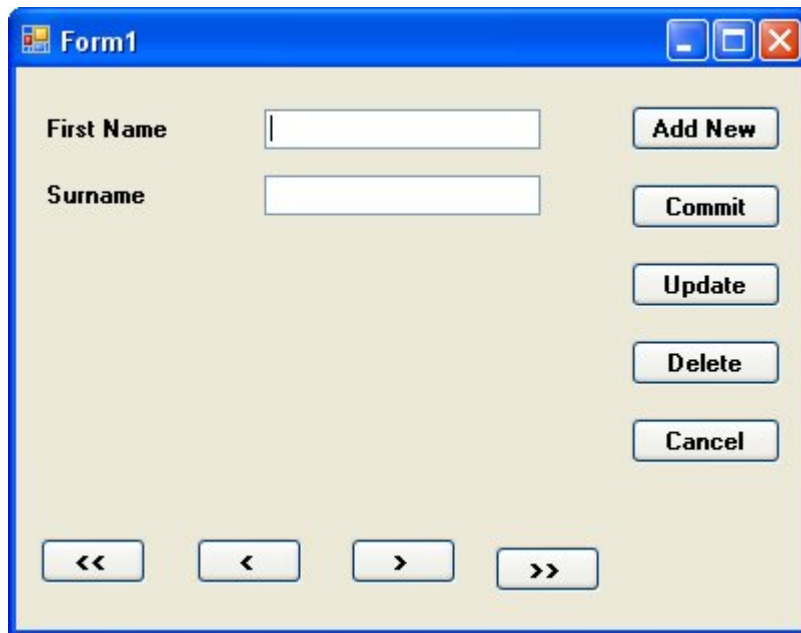 Form1
First Name
Add New
Surname
Commit
Update
Delete
Cancel
<< < > >>